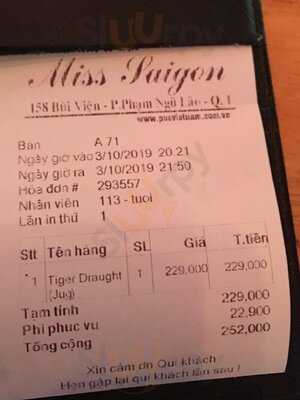 Miss Saigon
158 Bùi Viện - P.Phạm Ngũ Lão - Q.1
www.posvietnam.com.vn
Bàn A 71
Ngày giờ vào 3/10/2019 20:21
Ngày giờ ra 3/10/2019 21:50
Hóa đơn # 293557
Nhân viên 113 - tuoi
Lần in thứ 1
Stt Tên hàng SL Giá T.tiền
1 Tiger Draught (Jug) 1 229,000 229,000
Tạm tính 229,000
Phí phục vụ 22,900
Tổng cộng 252,000
Xin cảm ơn Quí khách
Hẹn gặp lại quí khách lần sau !